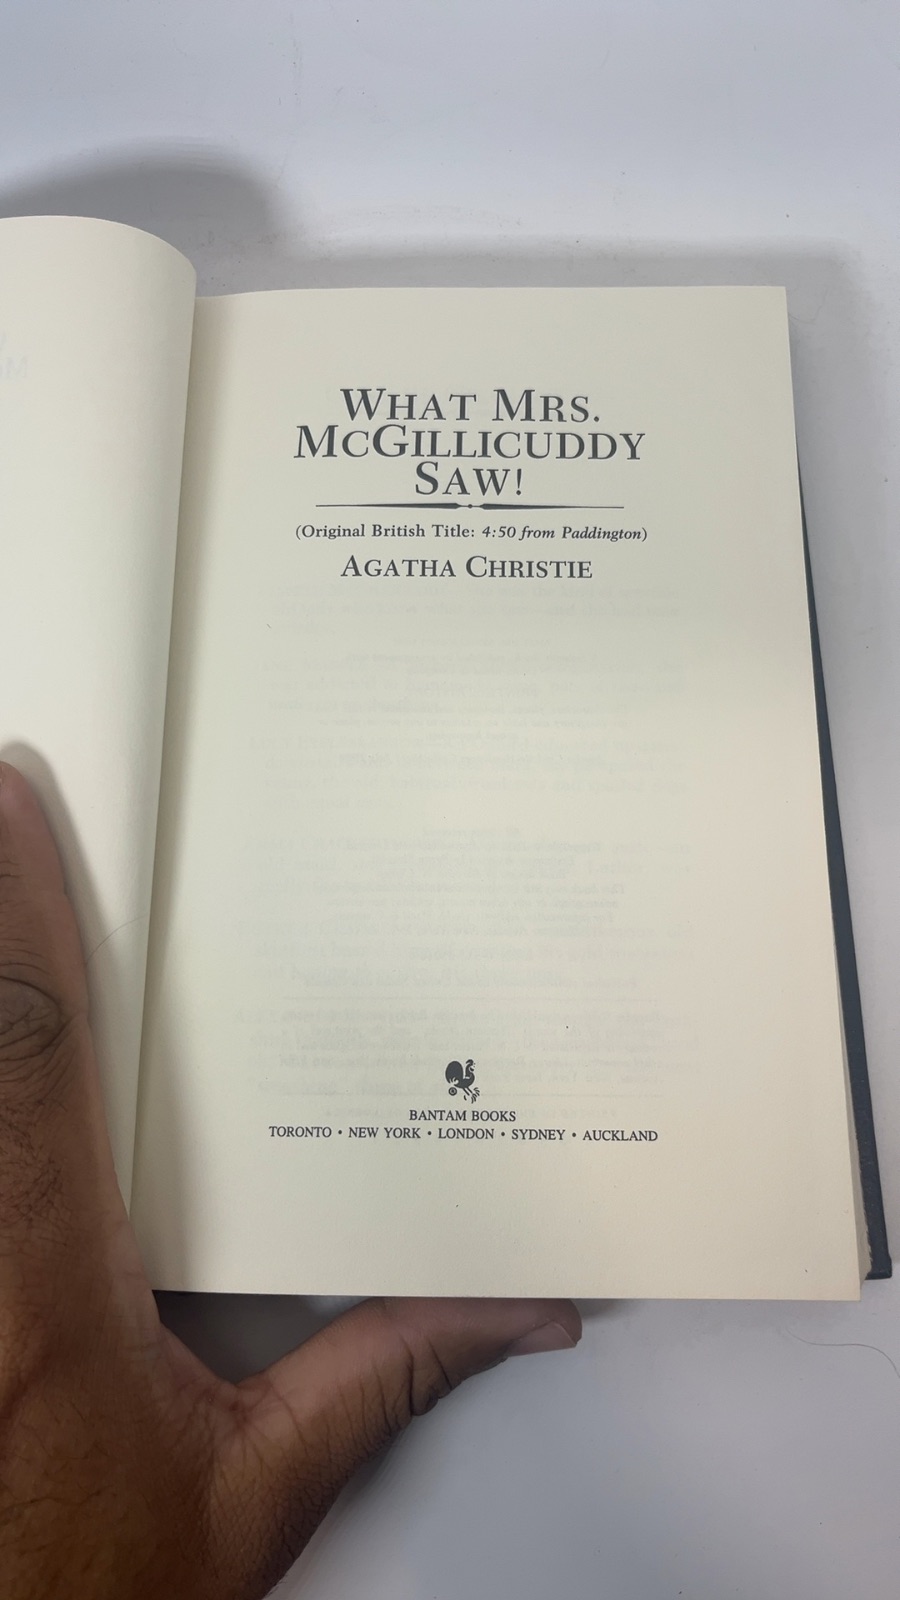 WHAT MRS.
MCGILLICUDDY
SAW!
(Original British Title: 4:50 from Paddington)
AGATHA CHRISTIE
BANTAM BOOKS
TORONTO • NEW YORK • LONDON • SYDNEY • AUCKLAND